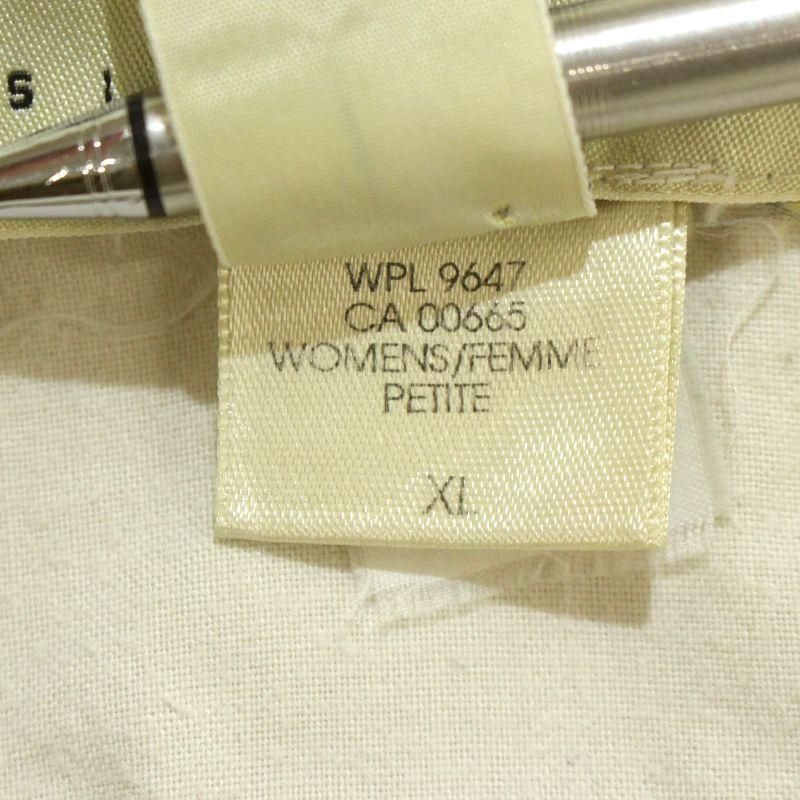 S
WPL 9647
CA 00665
WOMENS/FEMME
PETITE
XL